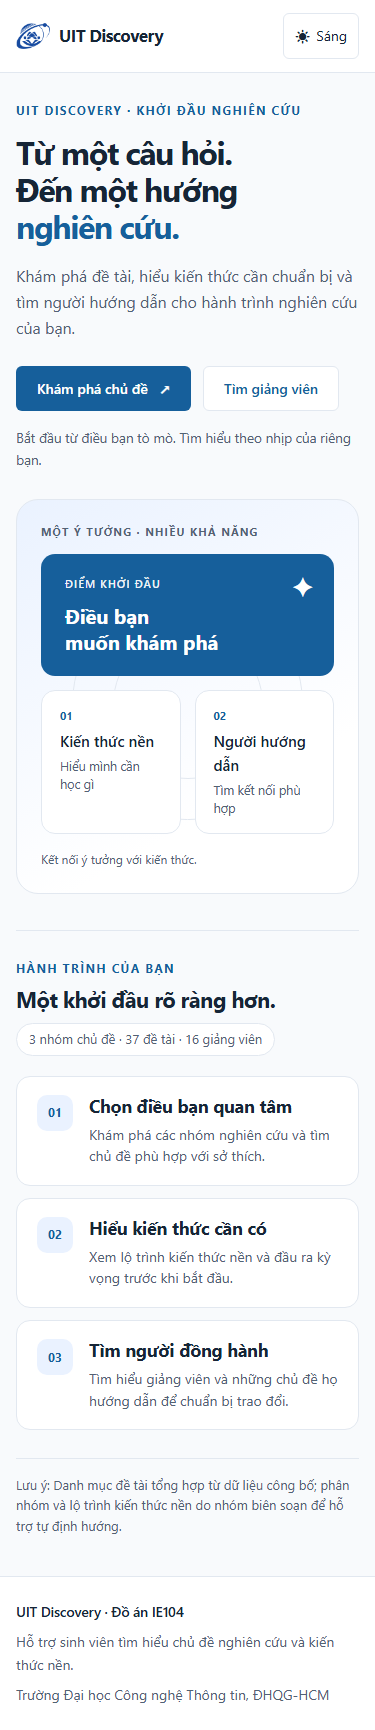 UIT Discovery
Sáng
UIT DISCOVERY · KHỞI ĐẦU NGHIÊN CỨU
Từ một câu hỏi.
Đến một hướng
nghiên cứu.
Khám phá đề tài, hiểu kiến thức cần chuẩn bị và
tìm người hướng dẫn cho hành trình nghiên cứu
của bạn.
Khám phá chủ đề ↗
Tìm giảng viên
Bắt đầu từ điều bạn tò mò. Tìm hiểu theo nhịp của riêng
bạn.
MỘT Ý TƯỞNG · NHIỀU KHẢ NĂNG
ĐIỂM KHỞI ĐẦU
Điều bạn
muốn khám phá
01
Kiến thức nền
Hiểu mình cần
học gì
02
Người hướng
dẫn
Tìm kết nối phù
hợp
Kết nối ý tưởng với kiến thức.
HÀNH TRÌNH CỦA BẠN
Một khởi đầu rõ ràng hơn.
3 nhóm chủ đề · 37 đề tài · 16 giảng viên
01
Chọn điều bạn quan tâm
Khám phá các nhóm nghiên cứu và tìm
chủ đề phù hợp với sở thích.
02
Hiểu kiến thức cần có
Xem lộ trình kiến thức nền và đầu ra kỳ
vọng trước khi bắt đầu.
03
Tìm người đồng hành
Tìm hiểu giảng viên và những chủ đề họ
hướng dẫn để chuẩn bị trao đổi.
Lưu ý: Danh mục đề tài tổng hợp từ dữ liệu công bố; phân
nhóm và lộ trình kiến thức nền do nhóm biên soạn để hỗ
trợ tự định hướng.
UIT Discovery · Đồ án IE104
Hỗ trợ sinh viên tìm hiểu chủ đề nghiên cứu và kiến
thức nền.
Trường Đại học Công nghệ Thông tin, ĐHQG-HCM